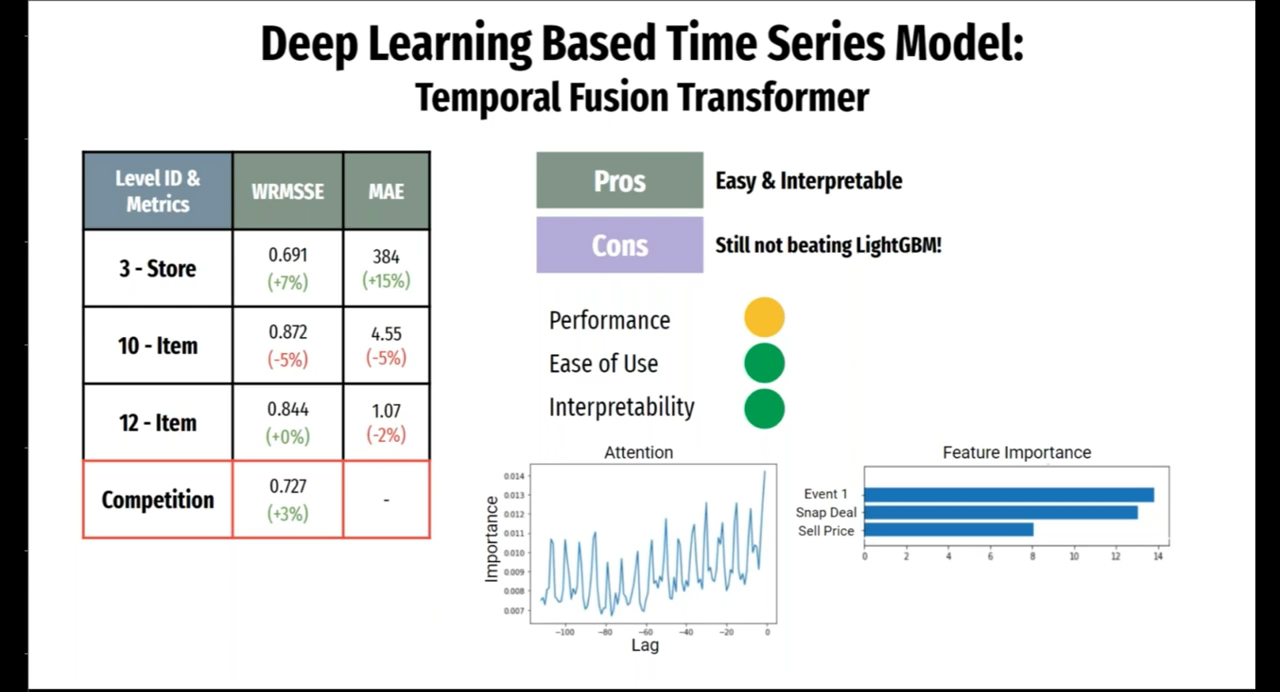 Deep Learning Based Time Series Model:
Temporal Fusion Transformer
Level ID &
Metrics
WRMSSE
MAE
3 - Store
0.691
(+7%)
384
(+15%)
10 - Item
0.872
(-5%)
4.55
(-5%)
12 - Item
0.844
(+0%)
1.07
(-2%)
Competition
0.727
(+3%)
-
Pros
Easy & Interpretable
Cons
Still not beating LightGBM!
Performance
Ease of Use
Interpretability
Attention
Importance
0.014
0.013
0.012
0.011
0.010
0.009
0.008
0.007
−100 −80 −60 −40 −20 0
Lag
Feature Importance
Event 1
Snap Deal
Sell Price
0 2 4 6 8 10 12 14